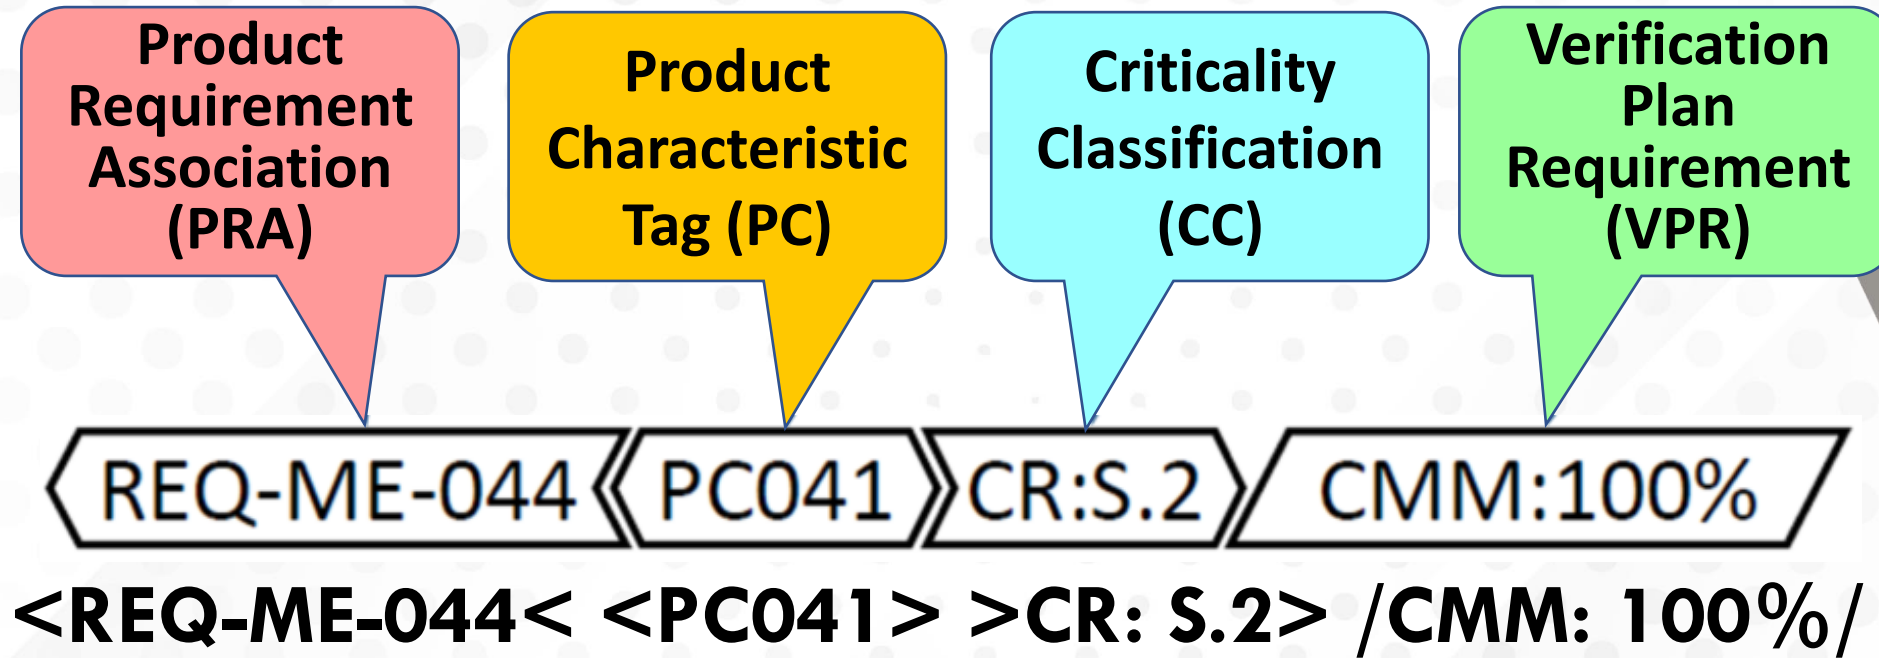 Product
Requirement
Association
(PRA)
Product
Characteristic
Tag (PC)
Criticality
Classification
(CC)
Verification
Plan
Requirement
(VPR)
REQ-ME-044 PC041 CR:S.2 CMM:100%
<REQ-ME-044< <PC041> >CR: S.2> /CMM: 100%/